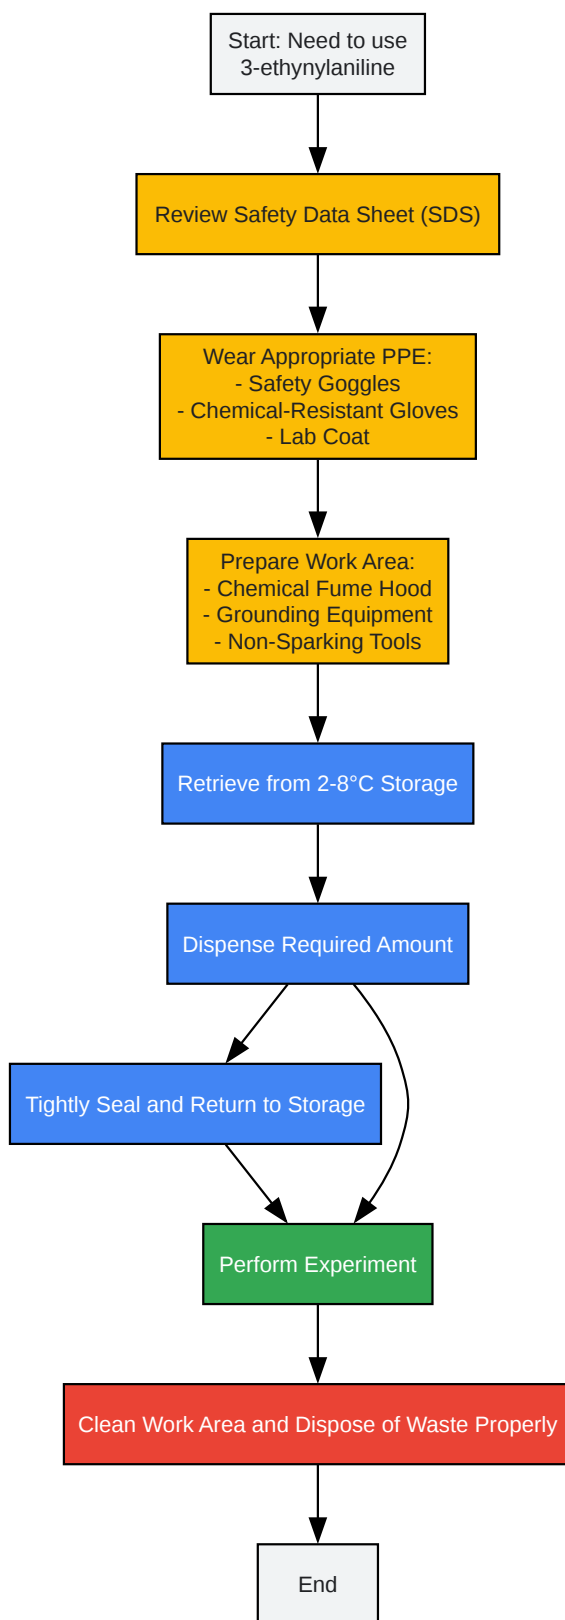 Start: Need to use
3-ethynylaniline
Review Safety Data Sheet (SDS)
Wear Appropriate PPE:
- Safety Goggles
- Chemical-Resistant Gloves
- Lab Coat
Prepare Work Area:
- Chemical Fume Hood
- Grounding Equipment
- Non-Sparking Tools
Retrieve from 2-8°C Storage
Dispense Required Amount
Tightly Seal and Return to Storage
Perform Experiment
Clean Work Area and Dispose of Waste Properly
End